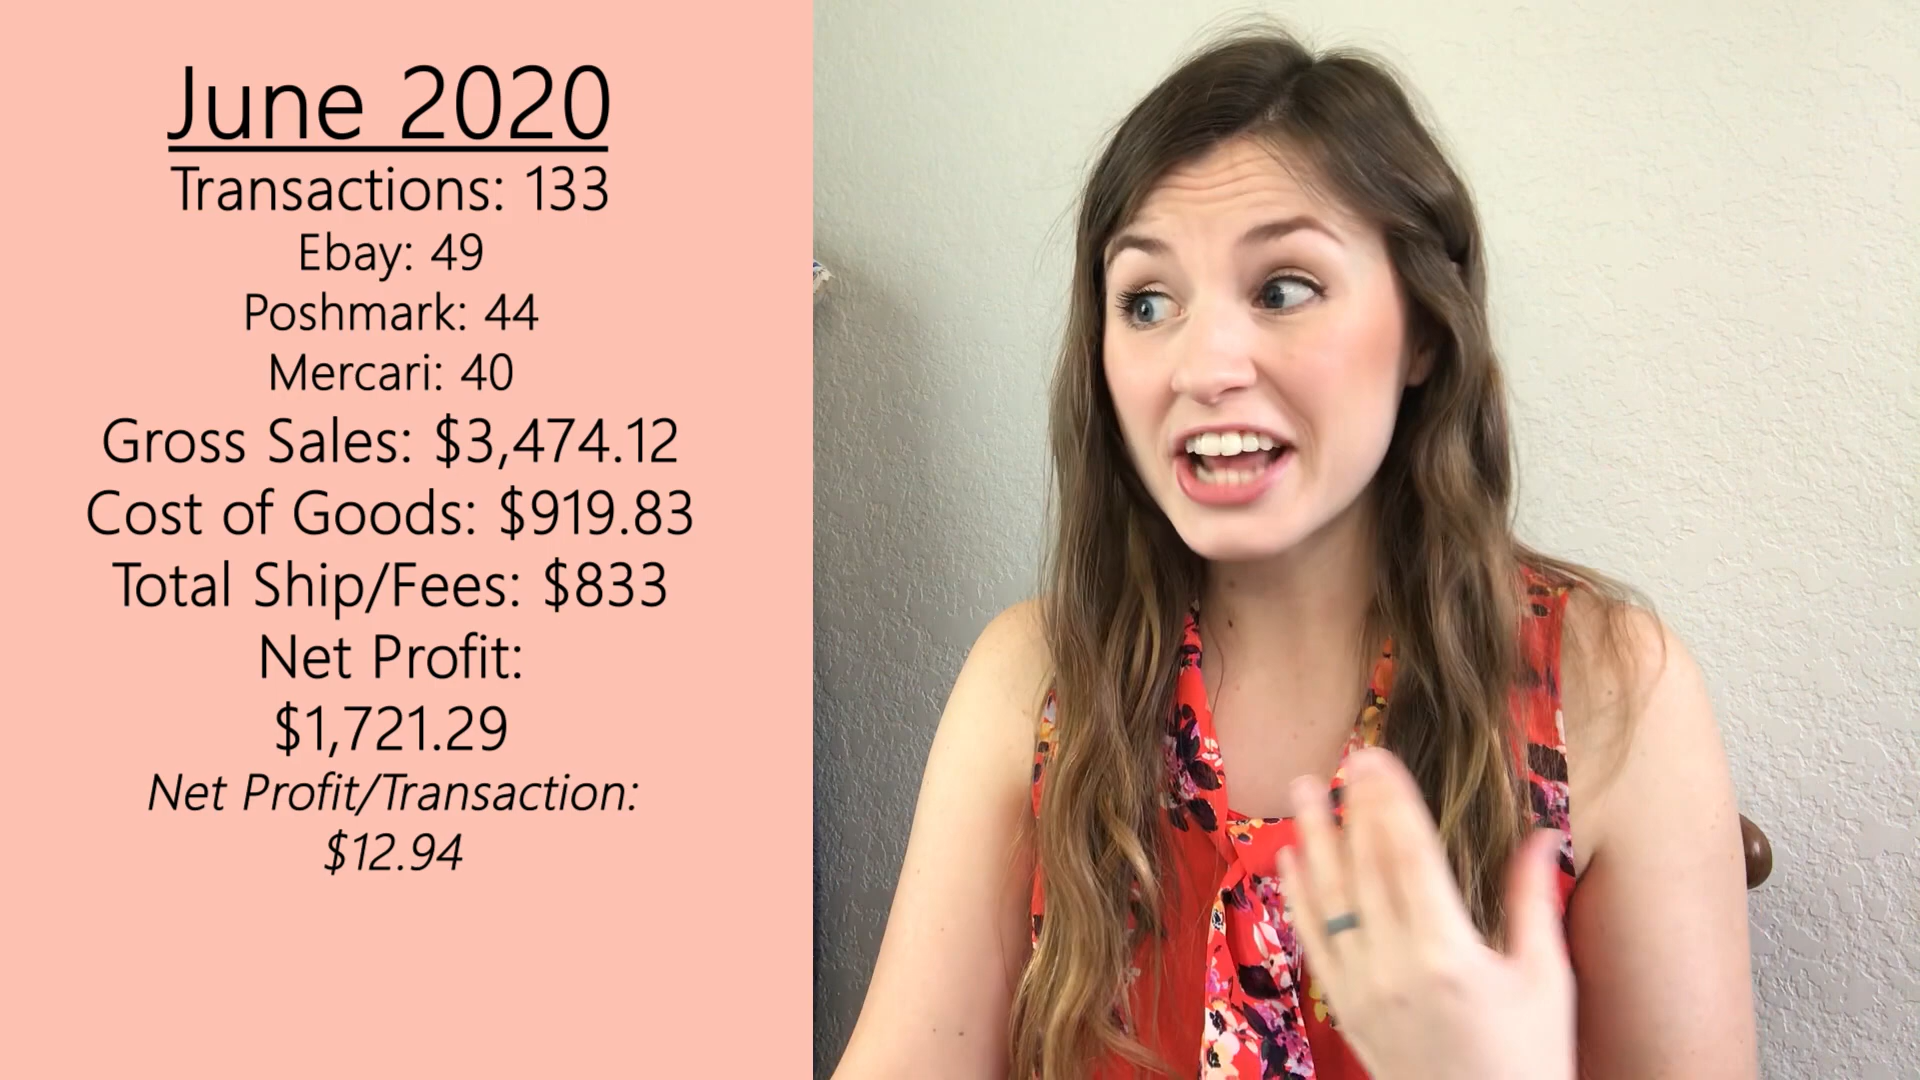 June 2020
Transactions: 133
Ebay: 49
Poshmark: 44
Mercari: 40
Gross Sales: $3,474.12
Cost of Goods: $919.83
Total Ship/Fees: $833
Net Profit:
$1,721.29
Net Profit/Transaction:
$12.94